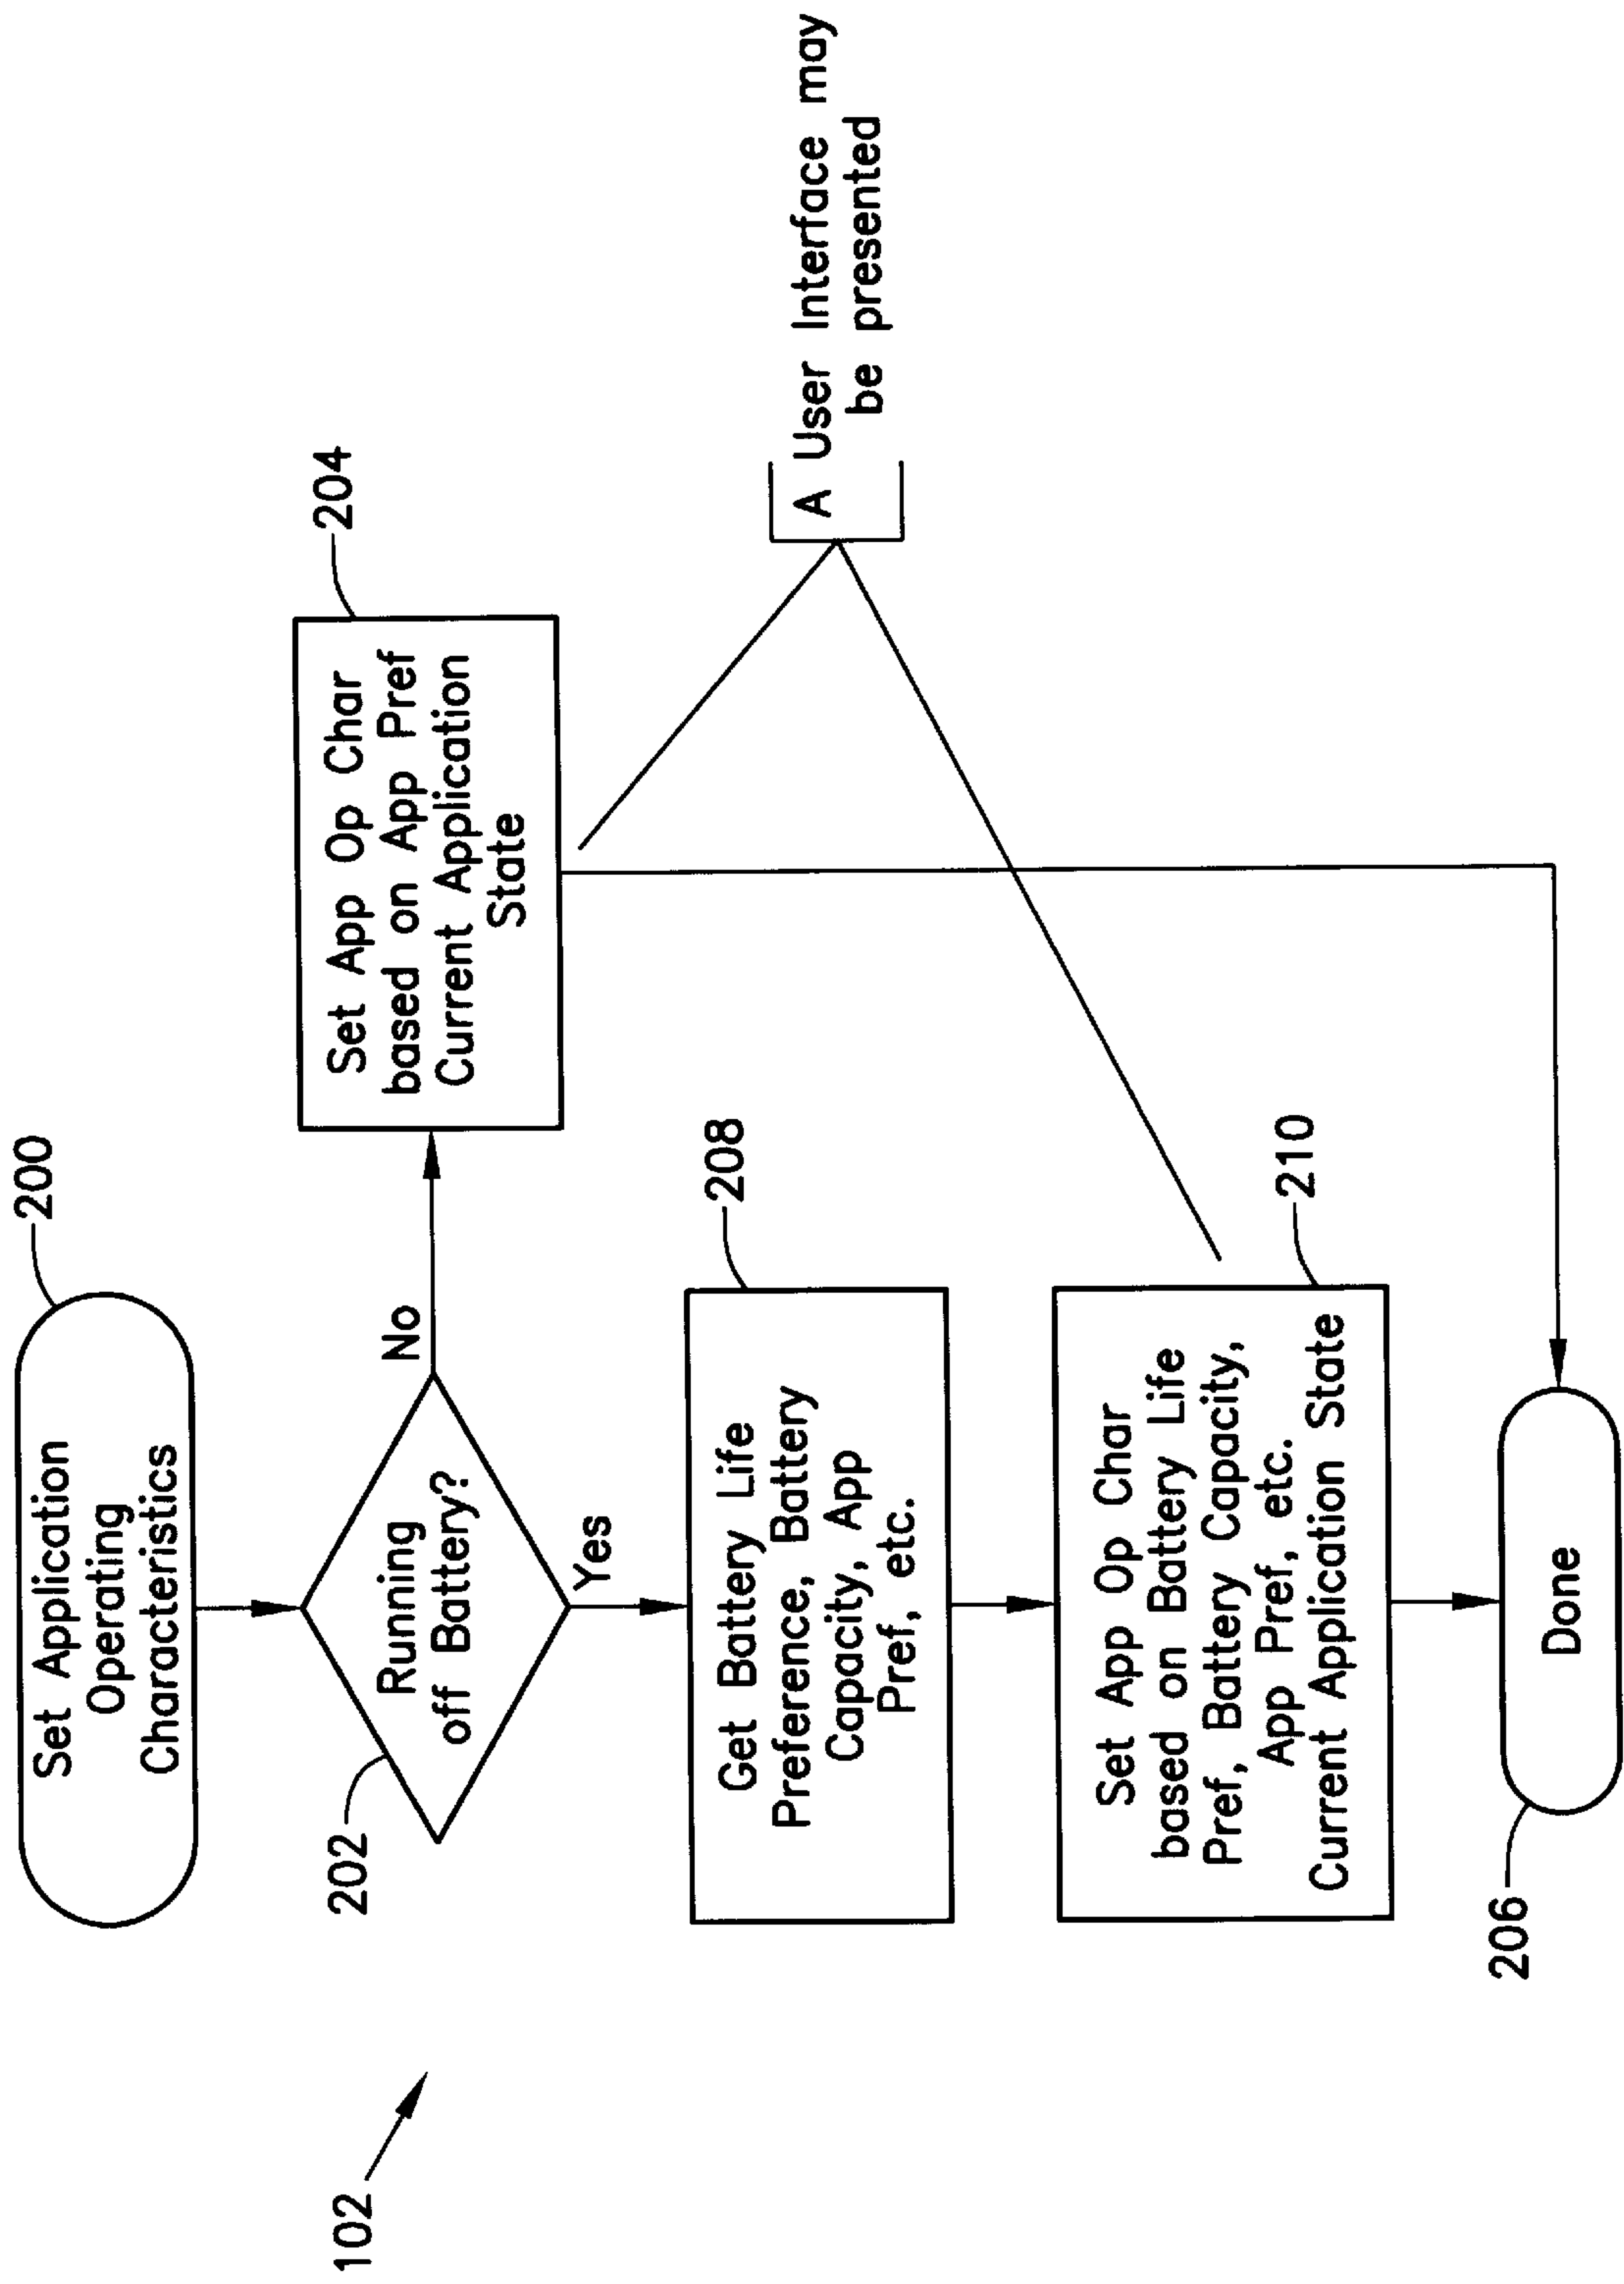 102
200
Set Application
Operating
Characteristics
202
Running
off Battery?
No
Yes
204
Set App Op Char
based on App Pref
Current Application
State
208
Get Battery Life
Preference, Battery
Capacity, App
Pref, etc.
A User Interface may
be presented
210
Set App Op Char
based on Battery Life
Pref, Battery Capacity,
App Pref, etc.
Current Application State
206
Done